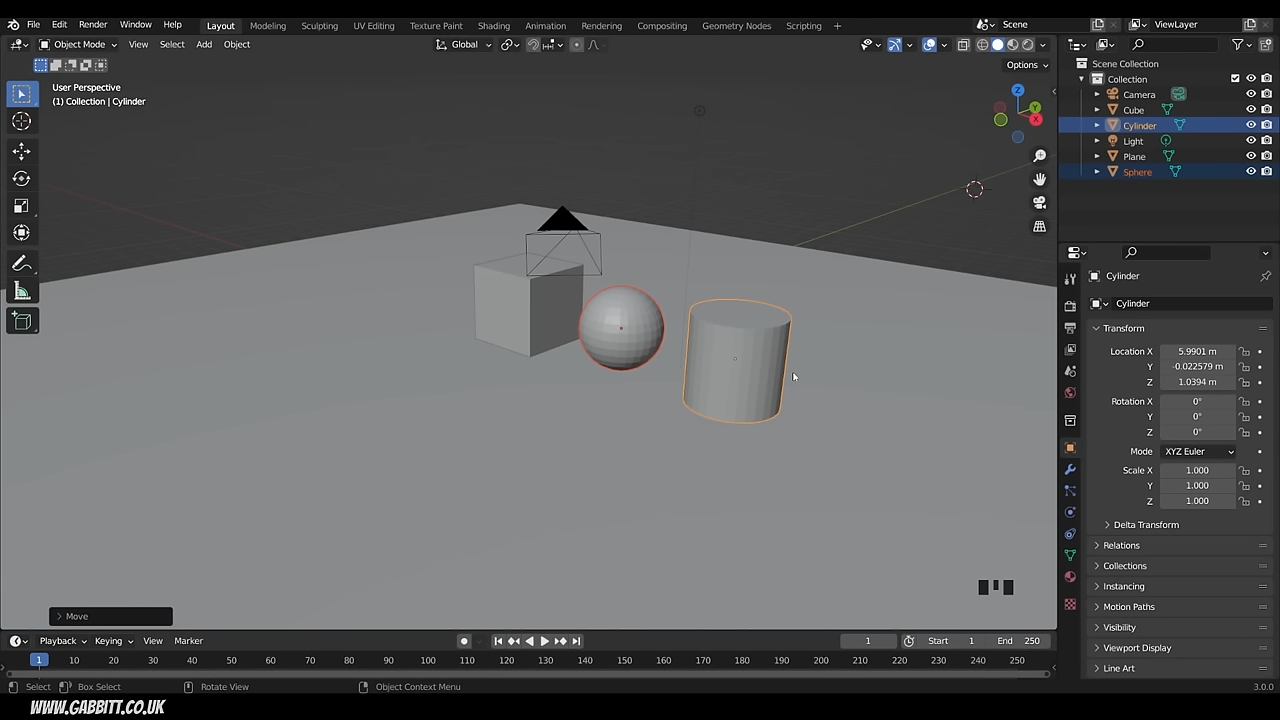 File Edit Render Window Help Layout Modeling Sculpting UV Editing Texture Paint Shading Animation Rendering Compositing Geometry Nodes Scripting + Scene ViewLayer
Object Mode View Select Add Object Global
Options
User Perspective
(1) Collection | Cylinder
Z
Y
X
Scene Collection
Collection
Camera
Cube
Cylinder
Light
Plane
Sphere
Cylinder
Cylinder
Transform
Location X 5.9901 m
Y -0.022579 m
Z 1.0394 m
Rotation X 0°
Y 0°
Z 0°
Mode XYZ Euler
Scale X 1.000
Y 1.000
Z 1.000
Delta Transform
Relations
Collections
Instancing
Motion Paths
Visibility
Viewport Display
Line Art
Move
Playback Keying View Marker 1 Start 1 End 250
1 10 20 30 40 50 60 70 80 90 100 110 120 130 140 150 160 170 180 190 200 210 220 230 240 250
Select Box Select Rotate View Object Context Menu 3.0.0
WWW.GABBITT.CO.UK